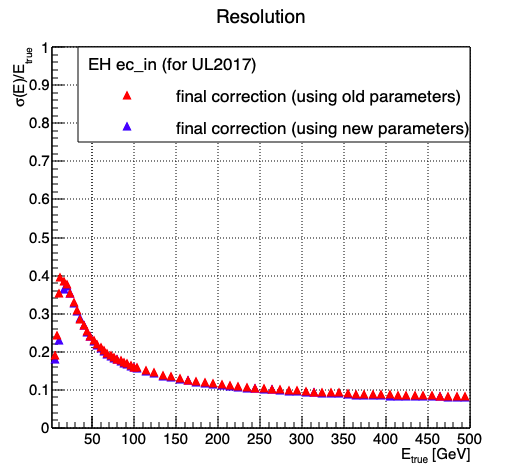 Resolution
σ(E)/E_true
EH ec_in (for UL2017)
final correction (using old parameters)
final correction (using new parameters)
1
0.9
0.8
0.7
0.6
0.5
0.4
0.3
0.2
0.1
0
50 100 150 200 250 300 350 400 450 500
E_true [GeV]